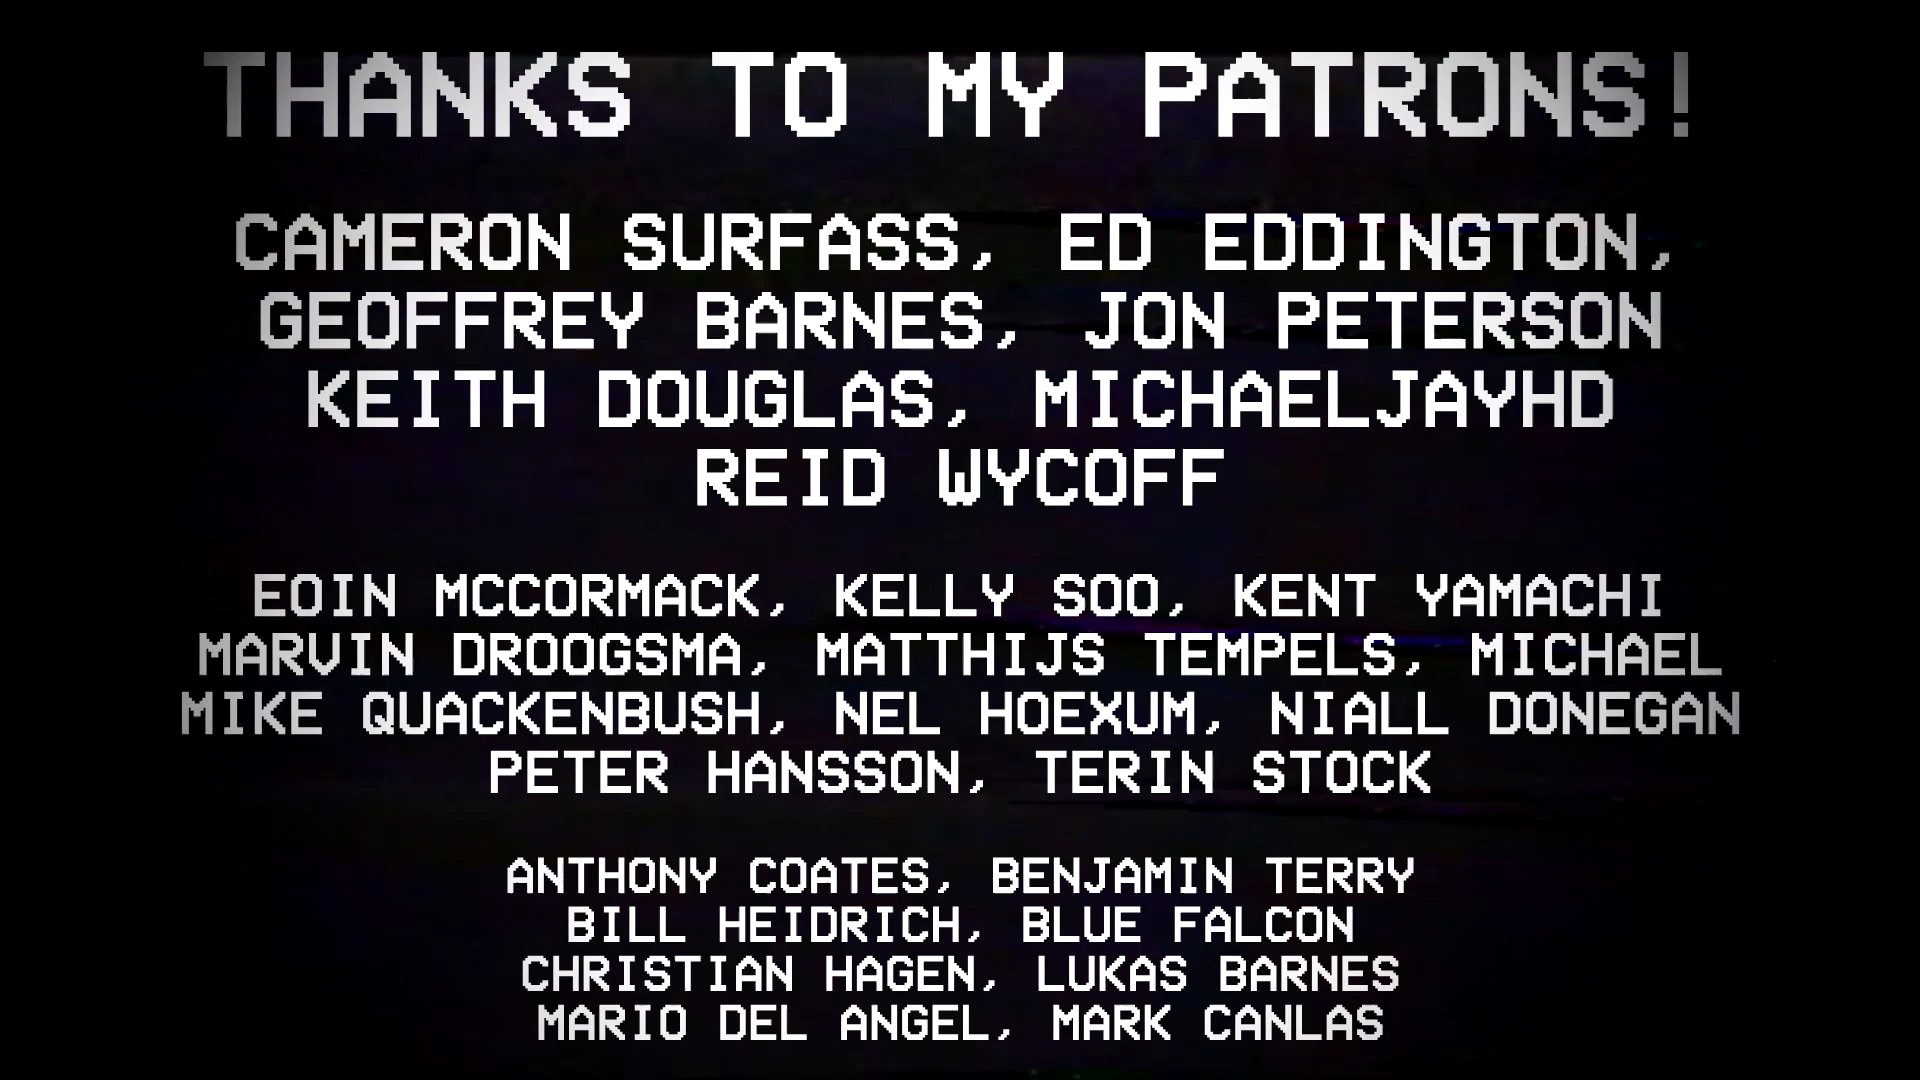 THANKS TO MY PATRONS!
CAMERON SURFASS, ED EDDINGTON,
GEOFFREY BARNES, JON PETERSON
KEITH DOUGLAS, MICHAELJAYHD
REID WYCOFF
EOIN MCCORMACK, KELLY SOO, KENT YAMACHI
MARVIN DROOGSMA, MATTHIJS TEMPELS, MICHAEL
MIKE QUACKENBUSH, NEL HOEXUM, NIALL DONEGAN
PETER HANSSON, TERIN STOCK
ANTHONY COATES, BENJAMIN TERRY
BILL HEIDRICH, BLUE FALCON
CHRISTIAN HAGEN, LUKAS BARNES
MARIO DEL ANGEL, MARK CANLAS